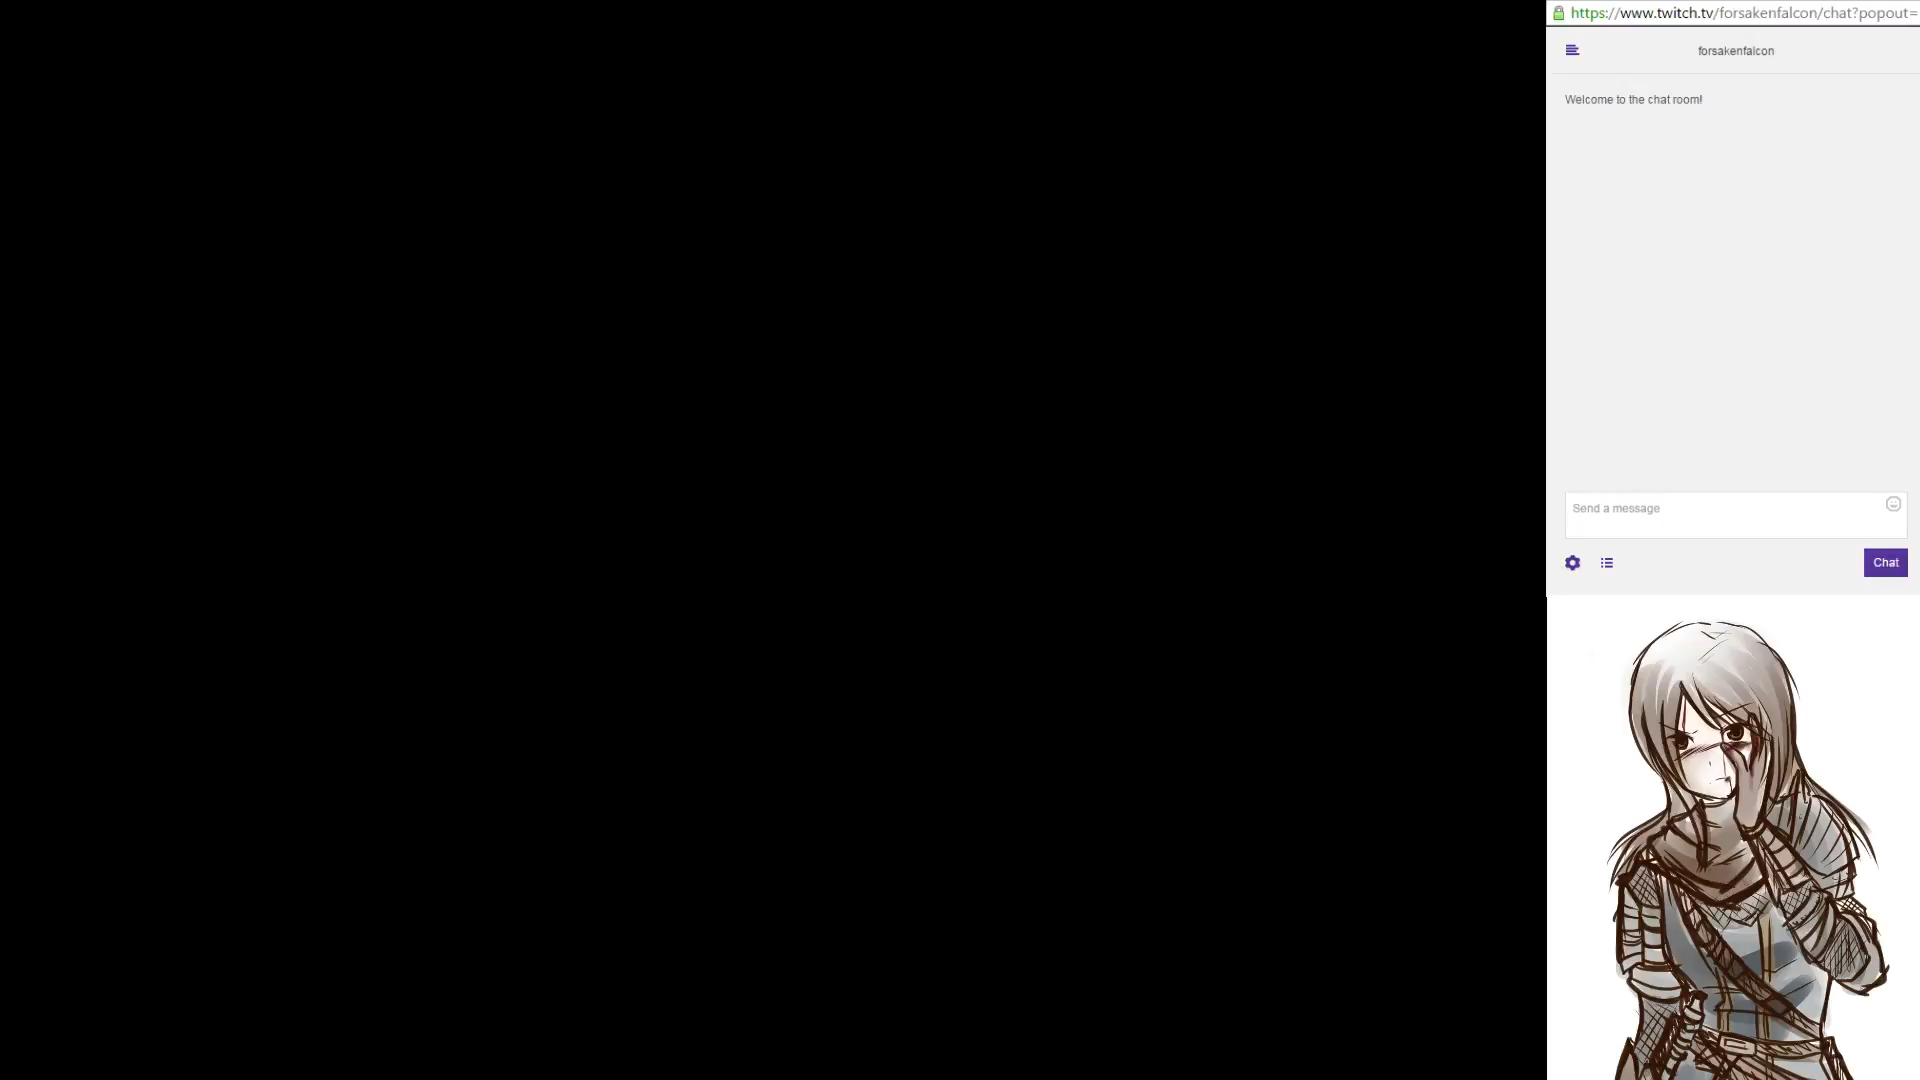 https://www.twitch.tv/forsakenfalcon/chat?popout=
forsakenfalcon
Welcome to the chat room!
Send a message
Chat